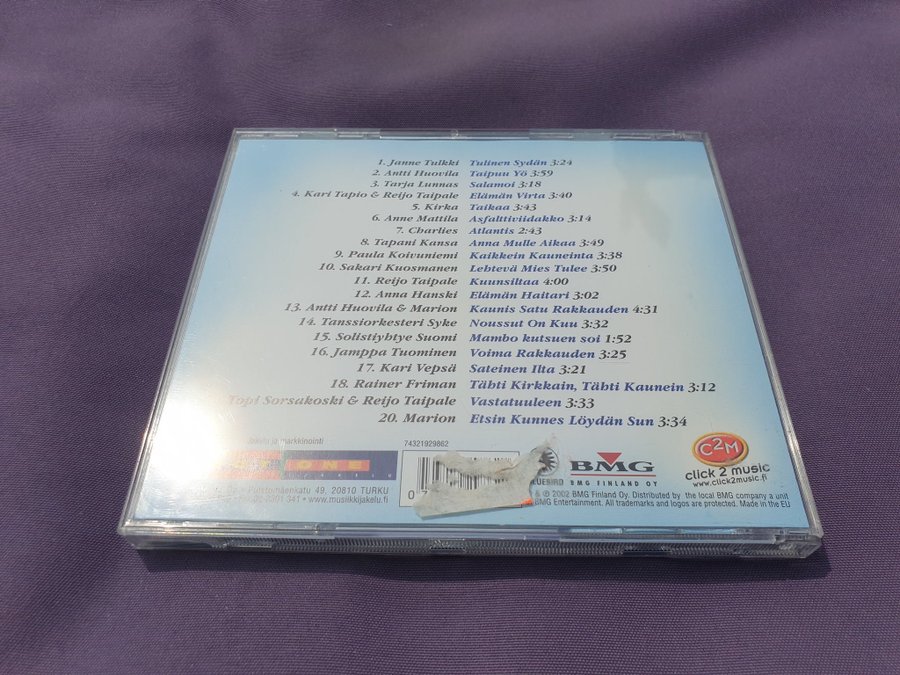 1. Janne Tulkki Tulinen Sydän 3:24
2. Antti Huovila Taipuu Yö 3:59
3. Tarja Lunnas Salamoi 3:18
4. Kari Tapio & Reijo Taipale Elämän Virta 3:40
5. Kirka Taikaa 3:43
6. Anne Mattila Asfalttiviidakko 3:14
7. Charlies Atlantis 2:43
8. Tapani Kansa Anna Mulle Aikaa 3:49
9. Paula Koivuniemi Kaikkein Kauneinta 3:38
10. Sakari Kuosmanen Lehtevä Mies Tulee 3:50
11. Reijo Taipale Kuunsiltaa 4:00
12. Anna Hanski Elämän Haitari 3:02
13. Antti Huovila & Marion Kaunis Satu Rakkauden 4:31
14. Tanssiorkesteri Syke Noussut On Kuu 3:32
15. Solistiyhtye Suomi Mambo kutsuen soi 1:52
16. Jamppa Tuominen Voima Rakkauden 3:25
17. Kari Vepsä Sateinen Ilta 3:21
18. Rainer Friman Tähti Kirkkain, Tähti Kaunein 3:12
Topi Sorsakoski & Reijo Taipale Vastatuuleen 3:33
20. Marion Etsin Kunnes Löydän Sun 3:34
Jakelu ja markkinointi
74321929862
ONE
BLUEBIRD
BMG
BMG FINLAND OY
C2M
click 2 music
www.click2music.fi
49, 20810 TURKU
www.musiikkijakelu.fi
& ℗ 2002 BMG Finland Oy. Distributed by the local BMG company a unit
BMG Entertainment. All trademarks and logos are protected. Made in the EU